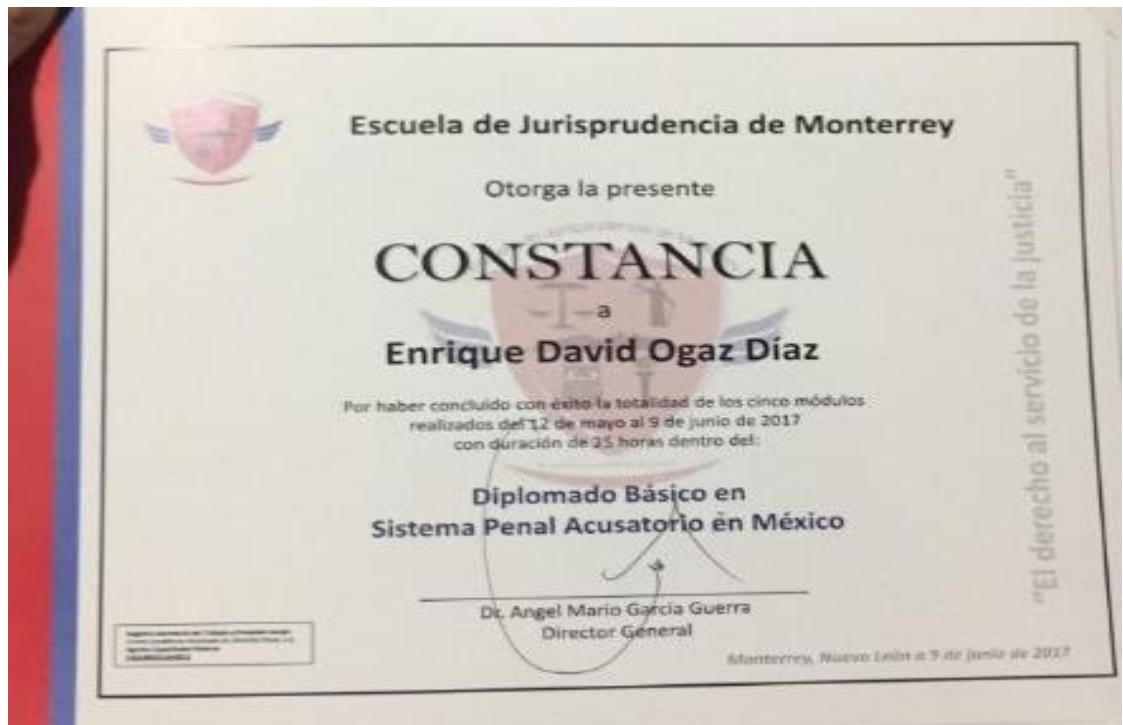 Escuela de Jurisprudencia de Monterrey
Otorga la presente
CONSTANCIA
a
Enrique David Ogaz Díaz
Por haber concluido con éxito la totalidad de los cinco módulos
realizados del 12 de mayo al 9 de junio de 2017
con duración de 25 horas dentro del:
Diplomado Básico en
Sistema Penal Acusatorio en México
Dr. Angel Mario García Guerra
Director General
Monterrey, Nuevo León a 9 de junio de 2017
"El derecho al servicio de la justicia"